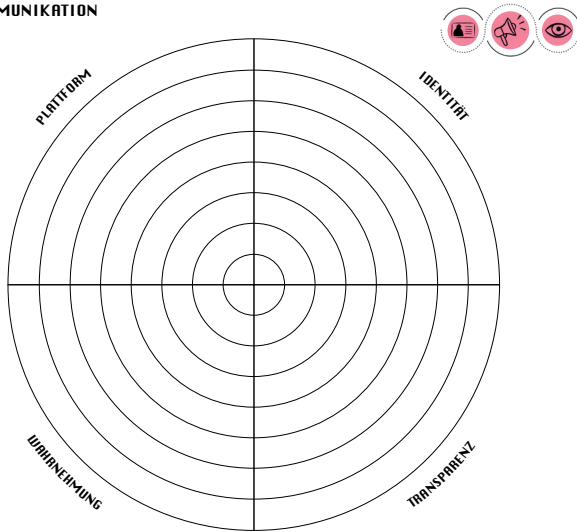 MUNIKATION
PLATTFORM
IDENTITÄT
WAHRNEHMUNG
TRANSPARENZ